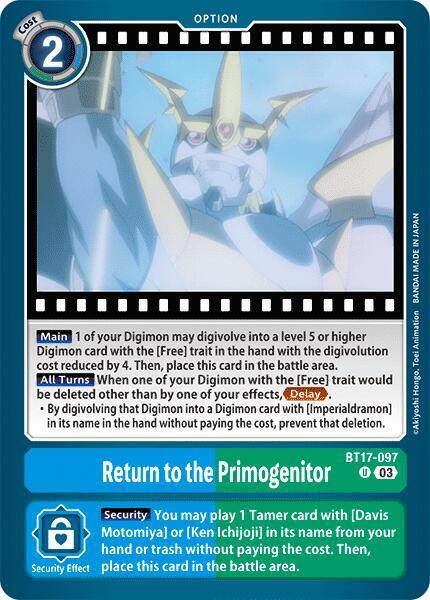 OPTION
Cost
2
Main 1 of your Digimon may digivolve into a level 5 or higher
Digimon card with the [Free] trait in the hand with the digivolution
cost reduced by 4. Then, place this card in the battle area.
All Turns When one of your Digimon with the [Free] trait would
be deleted other than by one of your effects, Delay.
・By digivolving that Digimon into a Digimon card with [Imperialdramon]
in its name in the hand without paying the cost, prevent that deletion.
©Akiyoshi Hongo, Toei Animation BANDAI MADE IN JAPAN
BT17-097
Return to the Primogenitor
U 03
Security You may play 1 Tamer card with [Davis
Motomiya] or [Ken Ichijoji] in its name from your
hand or trash without paying the cost. Then,
place this card in the battle area.
Security Effect